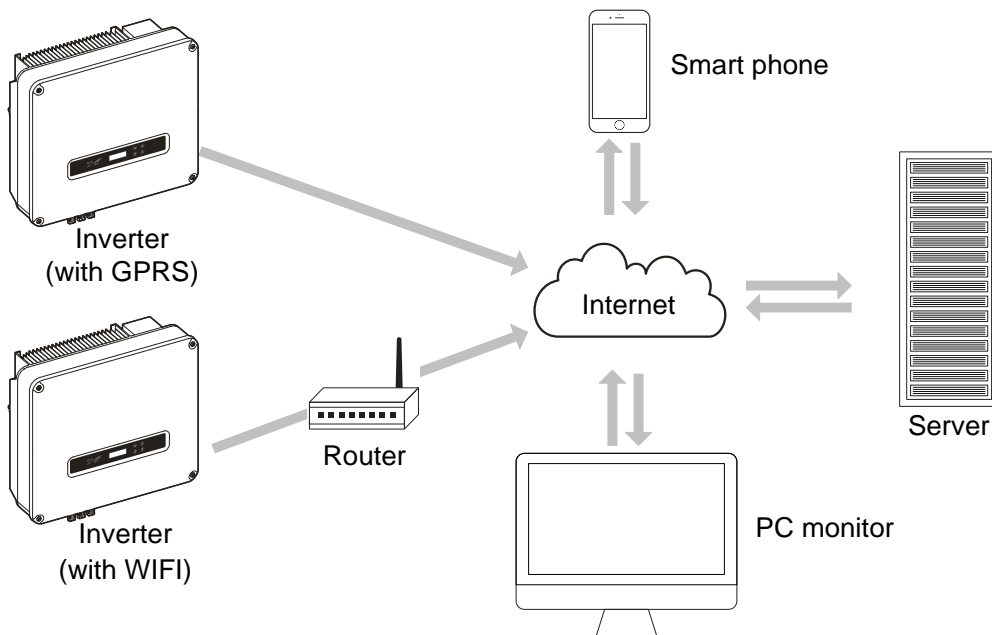 Smart phone
Inverter
(with GPRS)
Internet
Server
Router
Inverter
(with WIFI)
PC monitor